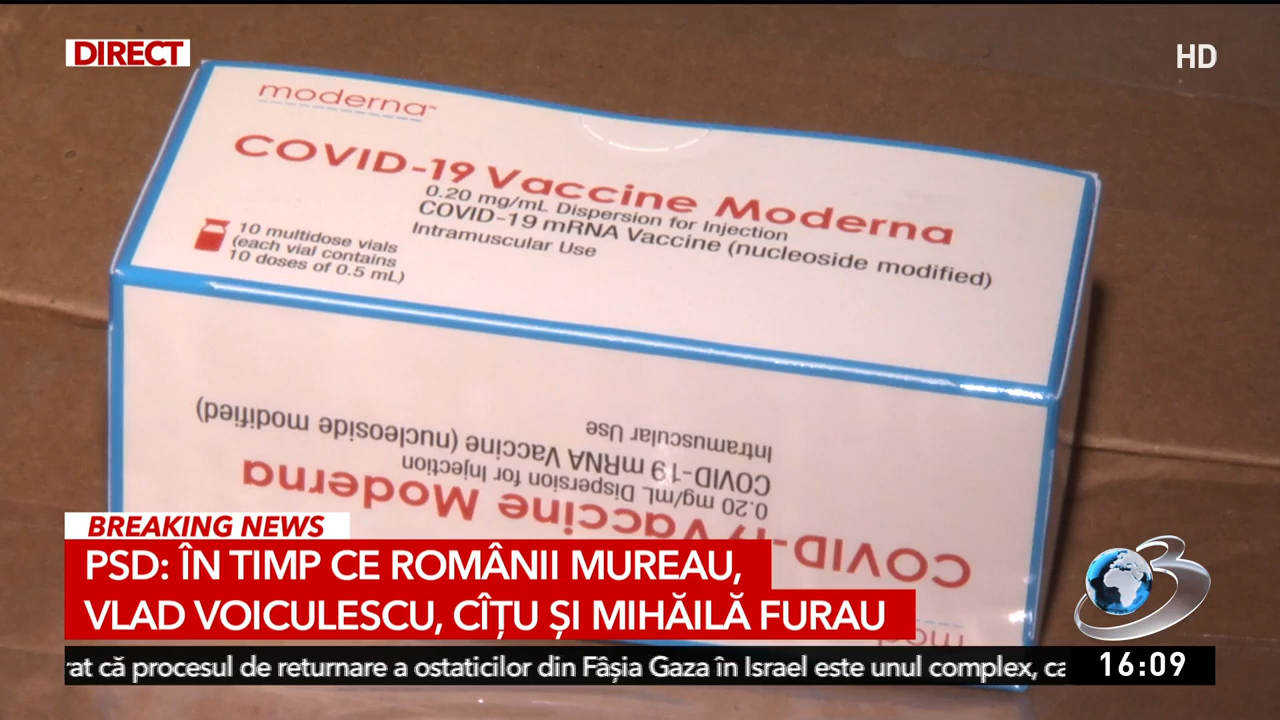 DIRECT
HD
moderna™
COVID-19 Vaccine Moderna
0.20 mg/mL Dispersion for Injection
COVID-19 mRNA Vaccine (nucleoside modified)
Intramuscular Use
10 multidose vials
(each vial contains
10 doses of 0.5 mL)
Intramuscular Use
COVID-19 mRNA Vaccine (nucleoside modified)
0.20 mg/mL Dispersion for Injection
COVID-19 Vaccine Moderna
BREAKING NEWS
PSD: ÎN TIMP CE ROMÂNII MUREAU,
VLAD VOICULESCU, CÎȚU ȘI MIHĂILĂ FURAU
că procesul de returnare a ostaticilor din Fâșia Gaza în Israel este unul complex,
3
16:09